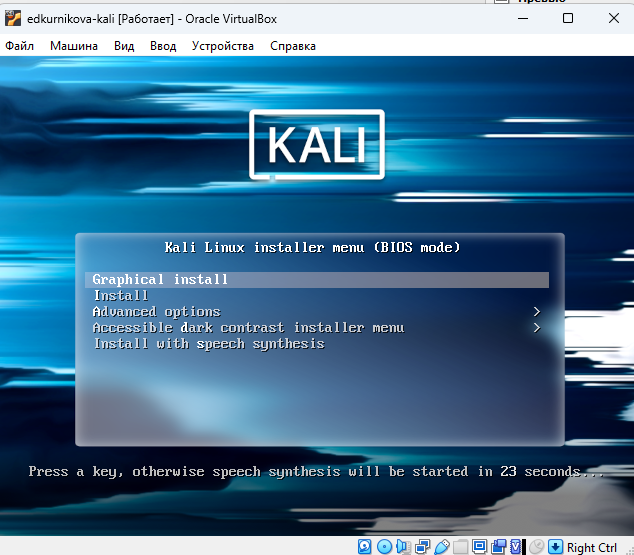 edkurnikova-kali [Работает] - Oracle VirtualBox
Файл Машина Вид Ввод Устройства Справка
KALI
Kali Linux installer menu (BIOS mode)
Graphical install
Install
Advanced options >
Accessible dark contrast installer menu >
Install with speech synthesis
Press a key, otherwise speech synthesis will be started in 23 seconds...
Right Ctrl